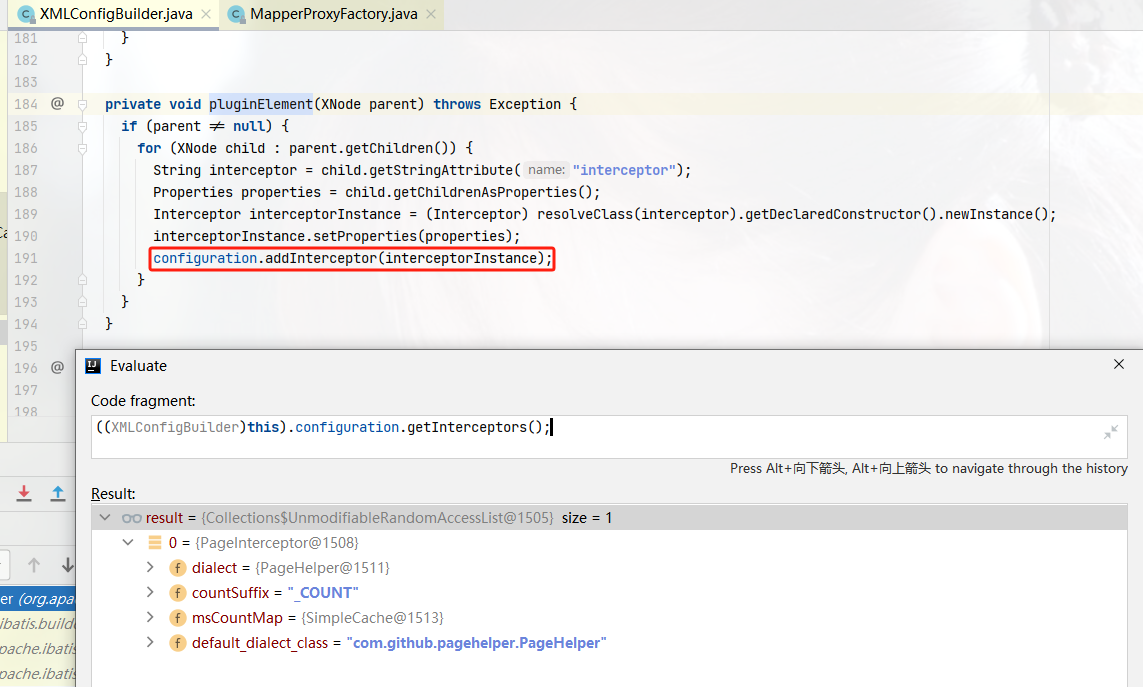 XMLConfigBuilder.java
MapperProxyFactory.java
181 }
182 }
183
184 @ private void pluginElement(XNode parent) throws Exception {
185 if (parent ≠ null) {
186 for (XNode child : parent.getChildren()) {
187 String interceptor = child.getStringAttribute( name: "interceptor");
188 Properties properties = child.getChildrenAsProperties();
189 Interceptor interceptorInstance = (Interceptor) resolveClass(interceptor).getDeclaredConstructor().newInstance();
190 interceptorInstance.setProperties(properties);
191 configuration.addInterceptor(interceptorInstance);
192 }
193 }
194 }
195
196 @
197
198
Evaluate
Code fragment:
((XMLConfigBuilder)this).configuration.getInterceptors();
Press Alt+向下箭头, Alt+向上箭头 to navigate through the history
Result:
result = {Collections$UnmodifiableRandomAccessList@1505} size = 1
0 = {PageInterceptor@1508}
dialect = {PageHelper@1511}
countSuffix = "_COUNT"
msCountMap = {SimpleCache@1513}
default_dialect_class = "com.github.pagehelper.PageHelper"
er (org.apa
ibatis.builde
pache.ibatis
pache.ibatis